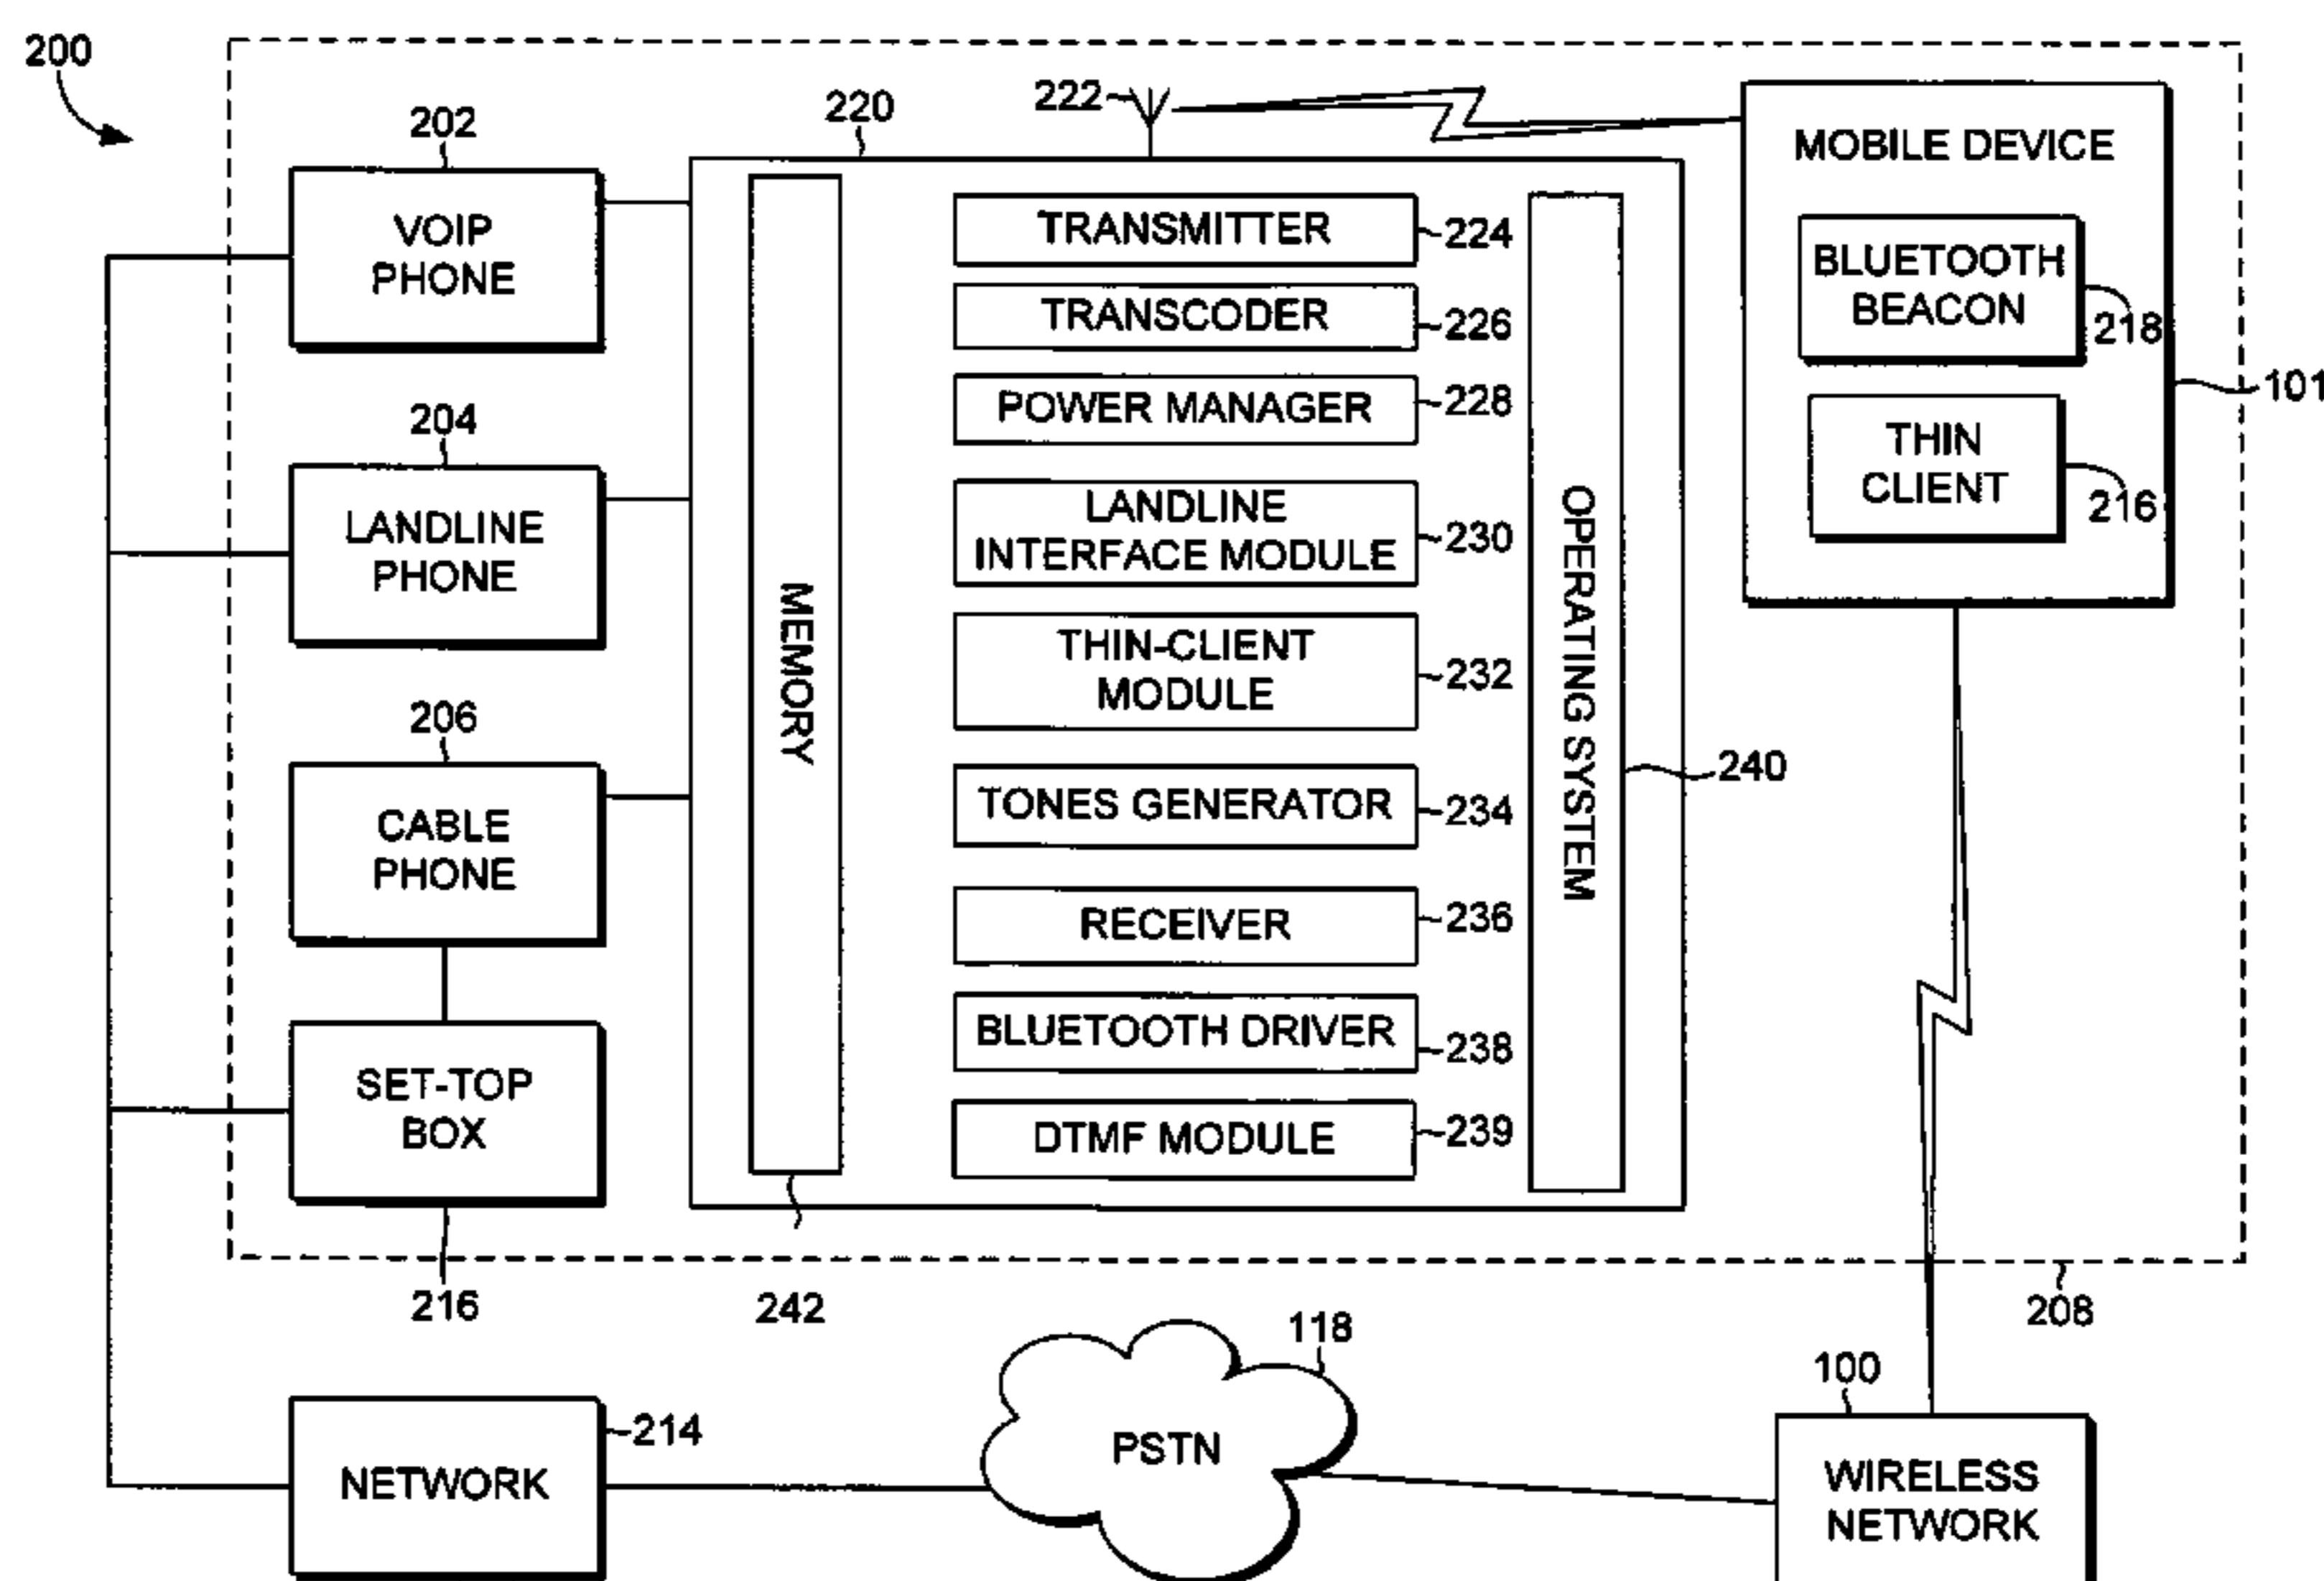 200
202
VOIP
PHONE
204
LANDLINE
PHONE
206
CABLE
PHONE
SET-TOP
BOX
216
220
222
MEMORY
242
TRANSMITTER
224
TRANSCODER
226
POWER MANAGER
228
LANDLINE
INTERFACE MODULE
230
THIN-CLIENT
MODULE
232
TONES GENERATOR
234
RECEIVER
236
BLUETOOTH DRIVER
238
DTMF MODULE
239
OPERATING SYSTEM
240
MOBILE DEVICE
BLUETOOTH
BEACON
218
THIN
CLIENT
216
101
208
NETWORK
214
PSTN
118
100
WIRELESS
NETWORK